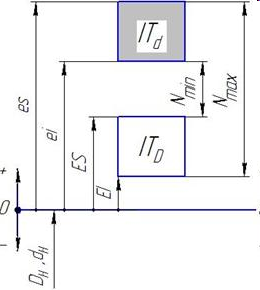 IT_d
es
ei
N_min
N_max
ES
IT_D
EI
+
0
−
D_H, d_H